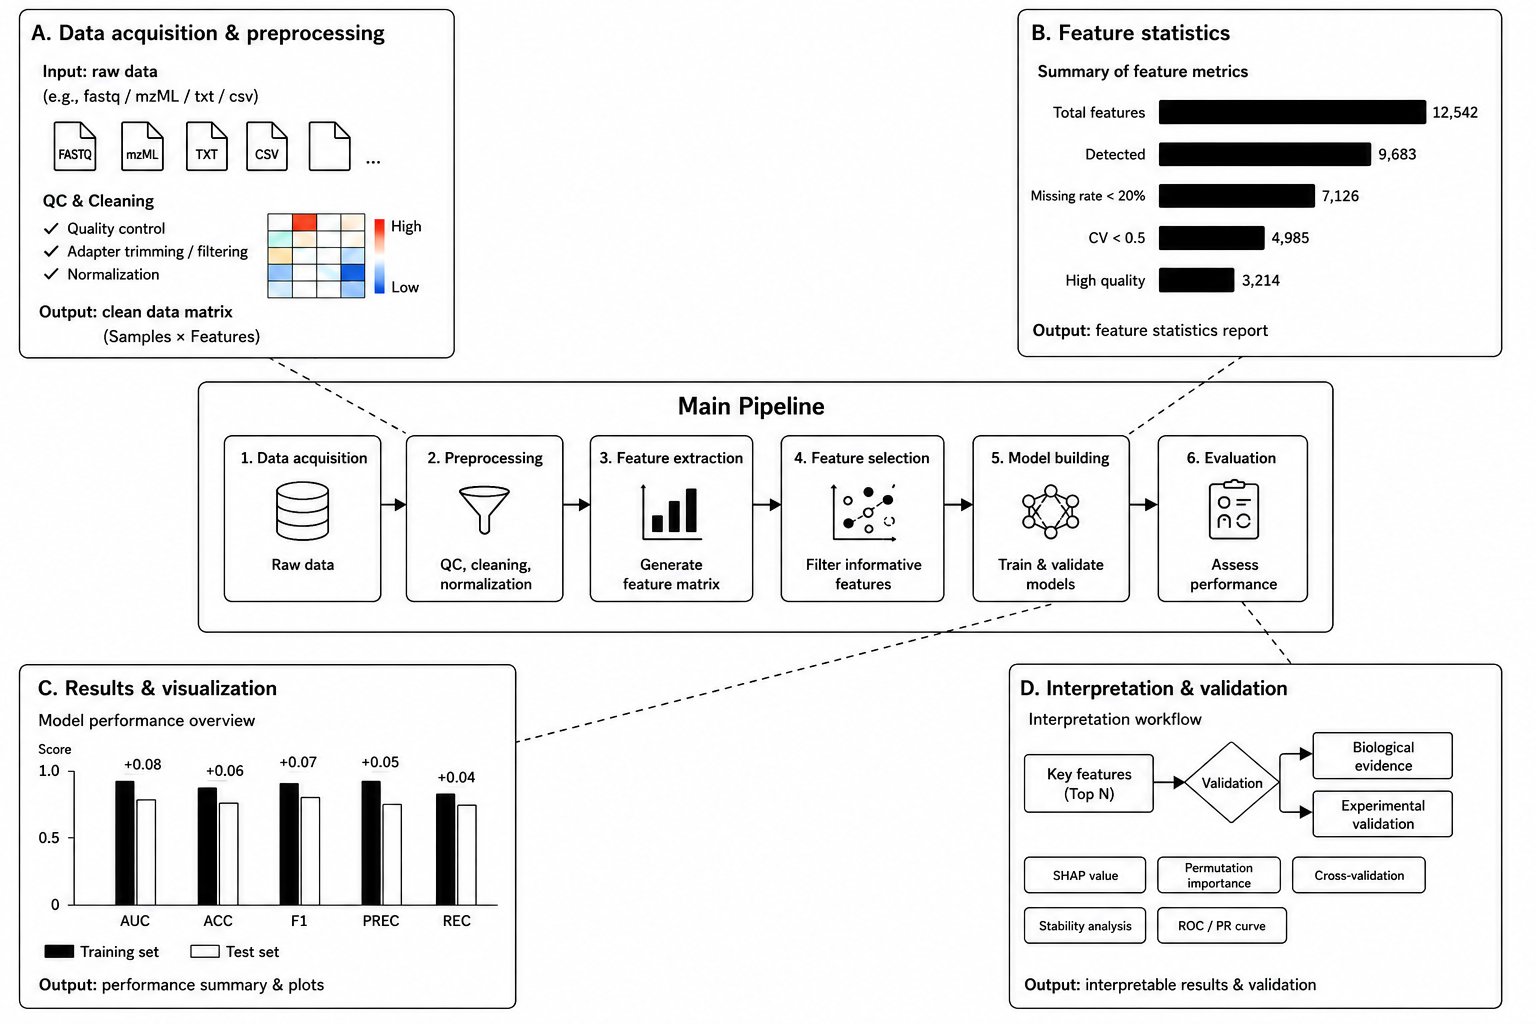 A. Data acquisition & preprocessing
Input: raw data
(e.g., fastq / mzML / txt / csv)
FASTQ
mzML
TXT
CSV
...
QC & Cleaning
Quality control
Adapter trimming / filtering
Normalization
High
Low
Output: clean data matrix
(Samples × Features)
B. Feature statistics
Summary of feature metrics
Total features 12,542
Detected 9,683
Missing rate < 20% 7,126
CV < 0.5 4,985
High quality 3,214
Output: feature statistics report
Main Pipeline
1. Data acquisition
Raw data
2. Preprocessing
QC, cleaning,
normalization
3. Feature extraction
Generate
feature matrix
4. Feature selection
Filter informative
features
5. Model building
Train & validate
models
6. Evaluation
Assess
performance
C. Results & visualization
Model performance overview
Score
1.0
0.5
0
+0.08
+0.06
+0.07
+0.05
+0.04
AUC
ACC
F1
PREC
REC
Training set
Test set
Output: performance summary & plots
D. Interpretation & validation
Interpretation workflow
Key features
(Top N)
Validation
Biological
evidence
Experimental
validation
SHAP value
Permutation
importance
Cross-validation
Stability analysis
ROC / PR curve
Output: interpretable results & validation